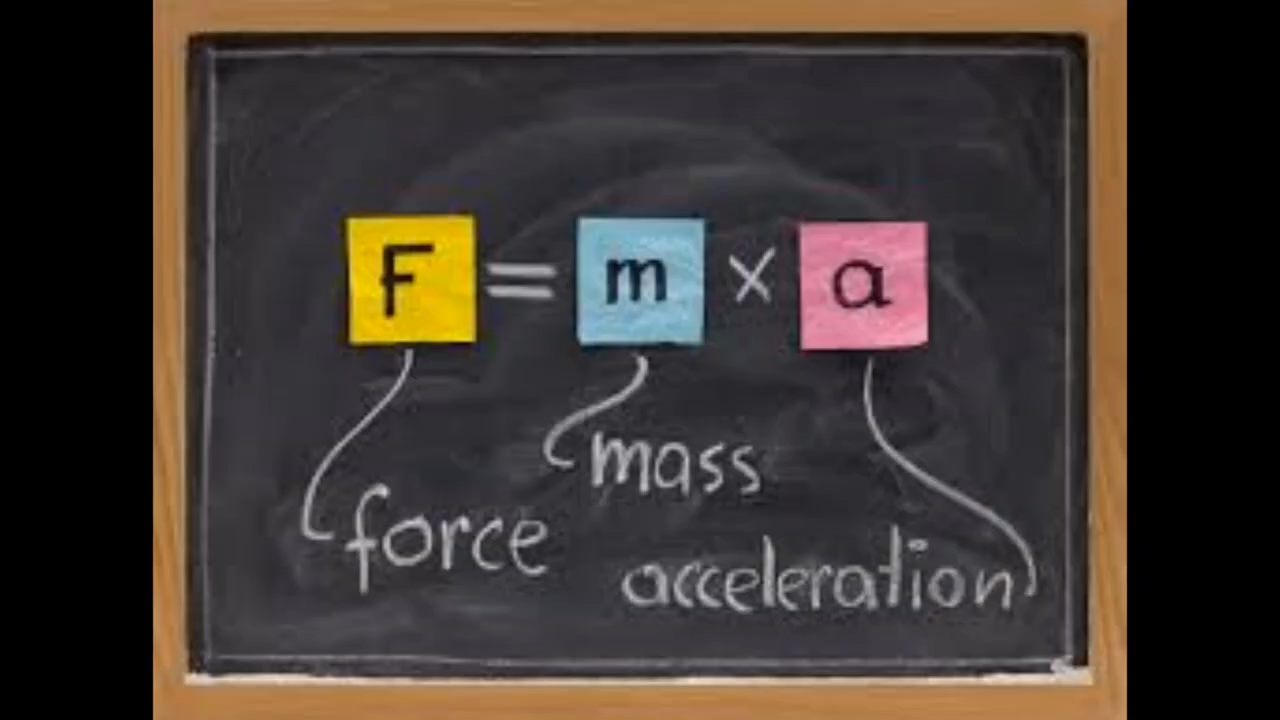 F = m × a
force
mass
acceleration